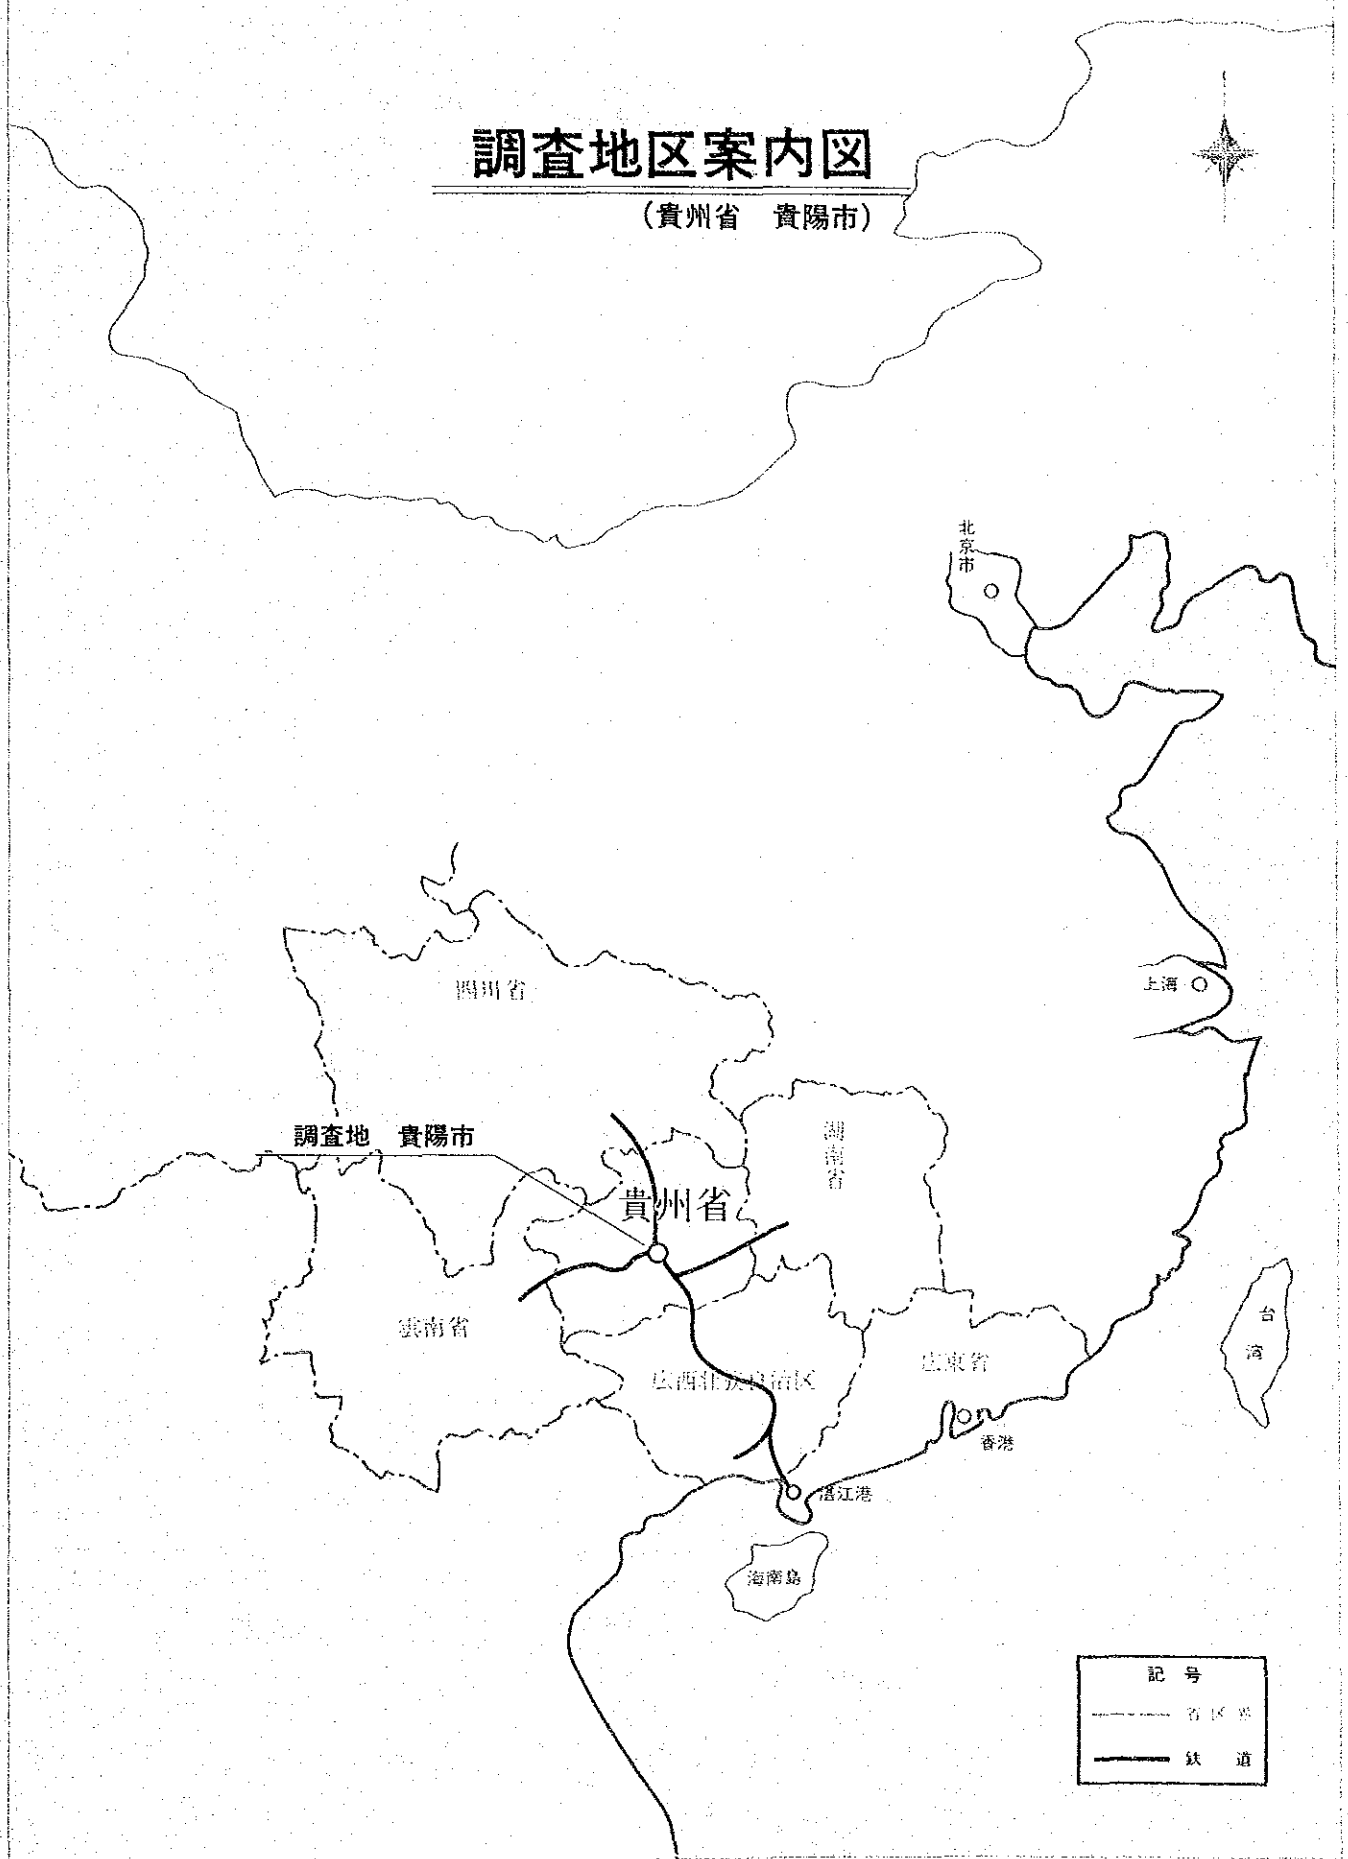 調査地区案内図
(貴州省　貴陽市)
北京市
四川省
上海
調査地　貴陽市
湖南省
貴州省
雲南省
台湾
広東省
広西壮族自治区
香港
湛江港
海南島
記号
省区界
鉄道